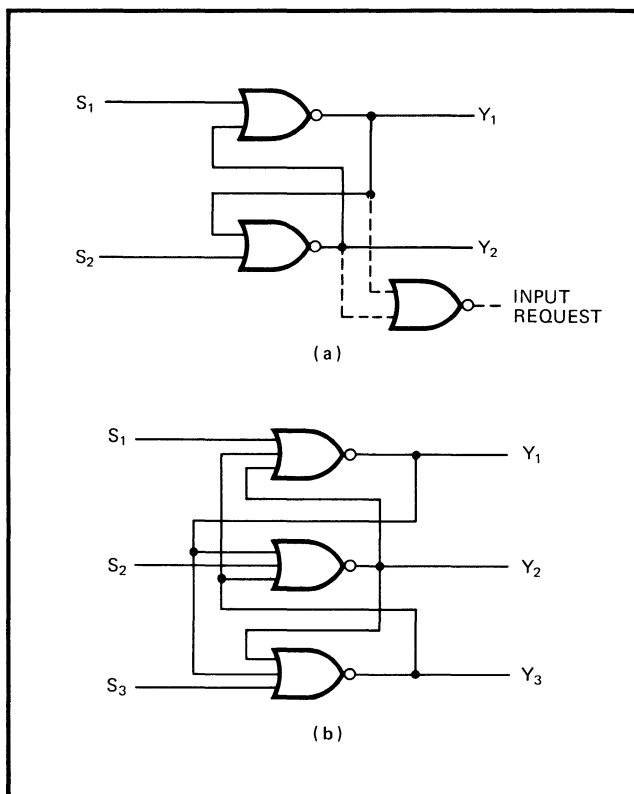 S₁
Y₁
S₂
Y₂
INPUT
REQUEST
(a)
S₁
Y₁
S₂
Y₂
S₃
Y₃
(b)